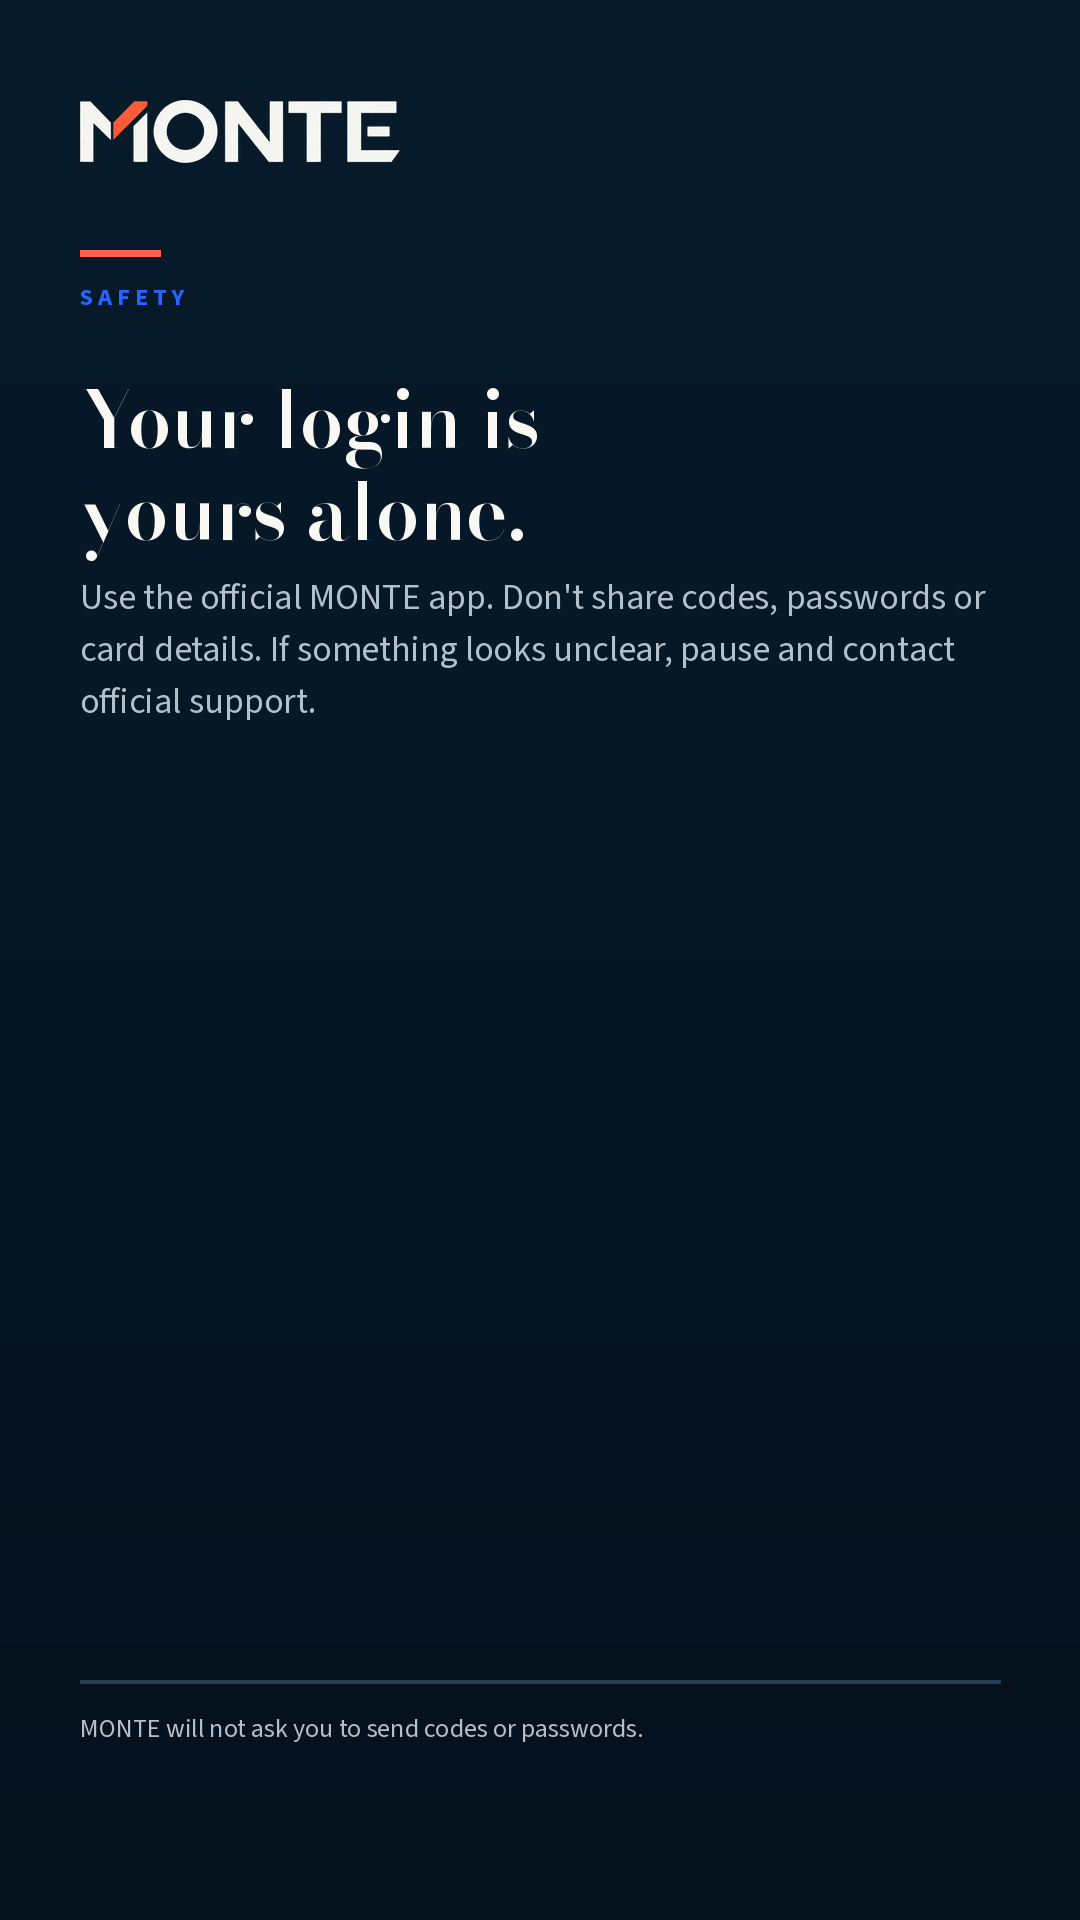 MONTE
SAFETY
Your login is
yours alone.
Use the official MONTE app. Don't share codes, passwords or
card details. If something looks unclear, pause and contact
official support.
MONTE will not ask you to send codes or passwords.